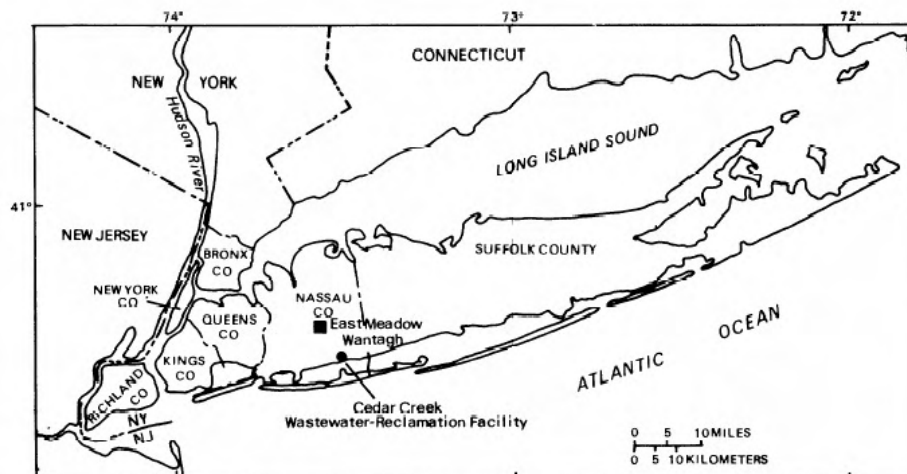 74°
73°
72°
CONNECTICUT
NEW YORK
Hudson River
LONG ISLAND SOUND
41°
NEW JERSEY
BRONX
CO
SUFFOLK COUNTY
NEW YORK
CO
NASSAU
CO
QUEENS
CO
East Meadow
Wantagh
KINGS
CO
OCEAN
ATLANTIC
RICHLAND
CO
Cedar Creek
Wastewater-Reclamation Facility
NY
NJ
0 5 10 MILES
0 5 10 KILOMETERS